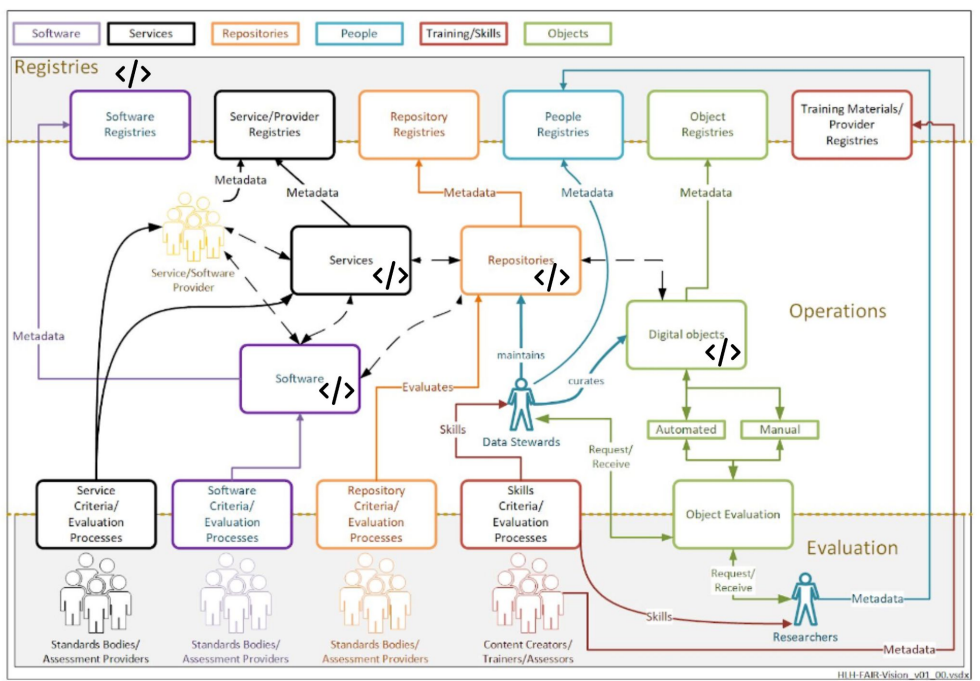 Software
Services
Repositories
People
Training/Skills
Objects
Registries
</>
Software
Registries
Service/Provider
Registries
Repository
Registries
People
Registries
Object
Registries
Training Materials/
Provider
Registries
Metadata
Metadata
Metadata
Metadata
Metadata
Service/Software
Provider
Services
</>
Repositories
</>
Operations
Metadata
Digital objects
</>
Software
</>
maintains
curates
Evaluates
Skills
Data Stewards
Automated
Manual
Request/
Receive
Service
Criteria/
Evaluation
Processes
Software
Criteria/
Evaluation
Processes
Repository
Criteria/
Evaluation
Processes
Skills
Criteria/
Evaluation
Processes
Object Evaluation
Evaluation
Request/
Receive
Metadata
Skills
Researchers
Standards Bodies/
Assessment Providers
Standards Bodies/
Assessment Providers
Standards Bodies/
Assessment Providers
Content Creators/
Trainers/Assessors
Metadata
HLH-FAIR-Vision_v01_00.vsdx